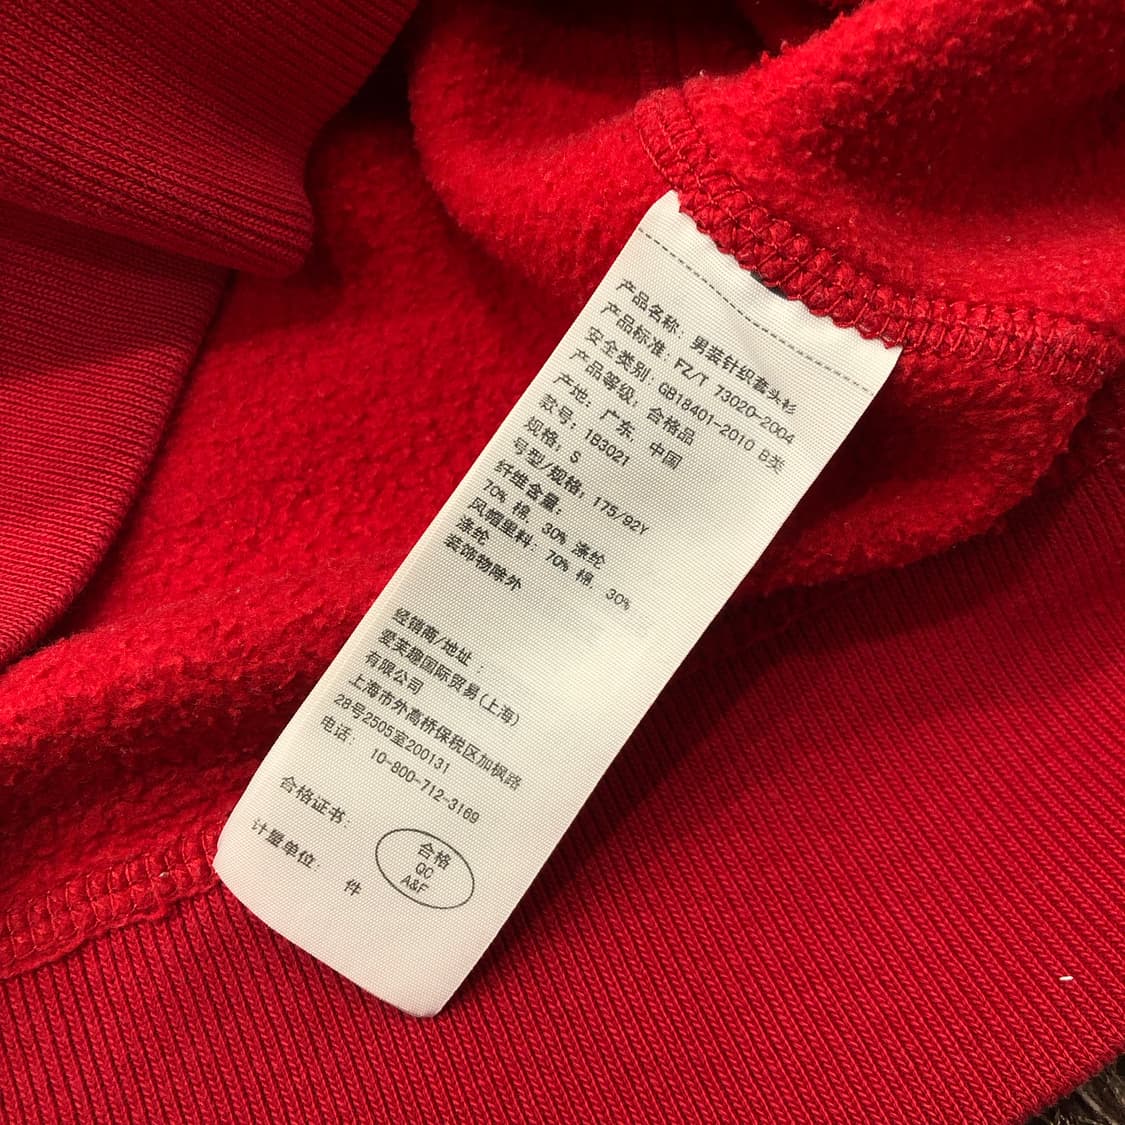 产品名称: 男装针织套头衫
产品标准: FZ/T 73020-2004
安全类别: GB18401-2010 B类
产品等级: 合格品
产地: 广东, 中国
款号: 1B3021
规格: S
号型/规格: 175/92Y
纤维含量:
70% 棉, 30% 涤纶
风帽里料: 70% 棉, 30%
涤纶
装饰物除外
经销商/地址:
爱芙趣国际贸易(上海)
有限公司
上海市外高桥保税区加枫路
28号2505室200131
电话: 10-800-712-3169
合格证书:
合格
QC
A&F
计量单位: 件